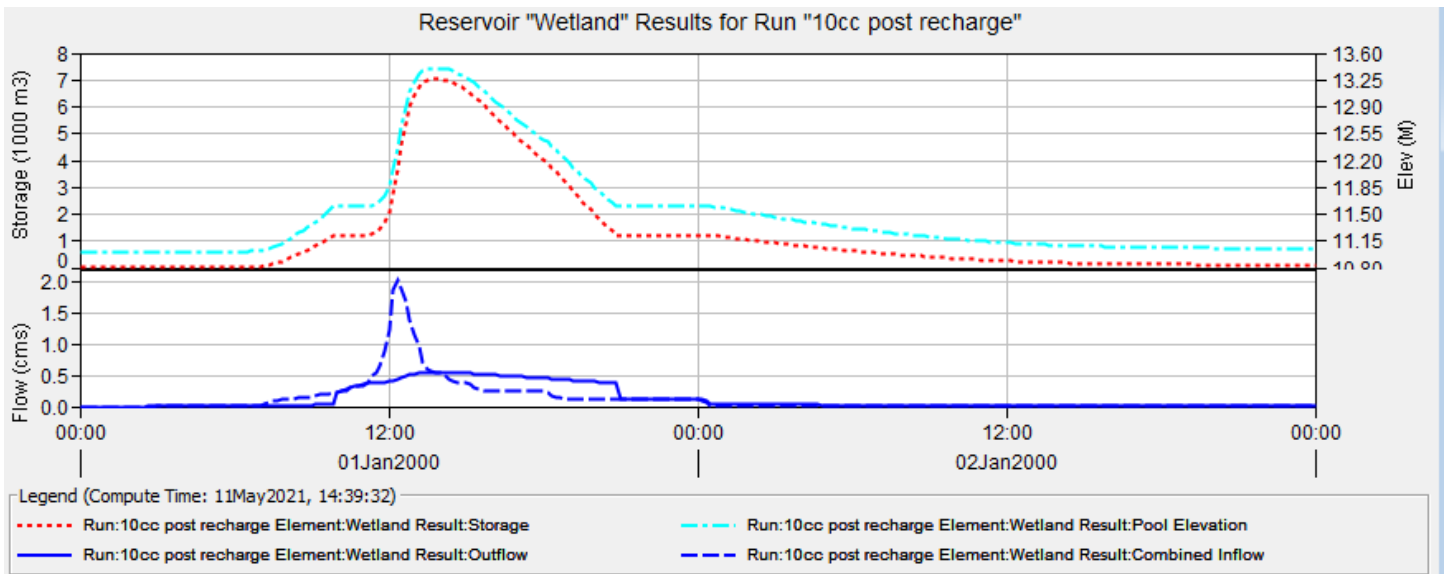 Reservoir "Wetland" Results for Run "10cc post recharge"
Storage (1000 m3)
8
7
6
5
4
3
2
1
0
13.60
13.25
12.90
12.55
12.20
11.85
11.50
11.15
10.80
Elev (M)
Flow (cms)
2.0
1.5
1.0
0.5
0.0
00:00 12:00 00:00 12:00 00:00
01Jan2000 02Jan2000
Legend (Compute Time: 11May2021, 14:39:32)
Run:10cc post recharge Element:Wetland Result:Storage Run:10cc post recharge Element:Wetland Result:Pool Elevation
Run:10cc post recharge Element:Wetland Result:Outflow Run:10cc post recharge Element:Wetland Result:Combined Inflow